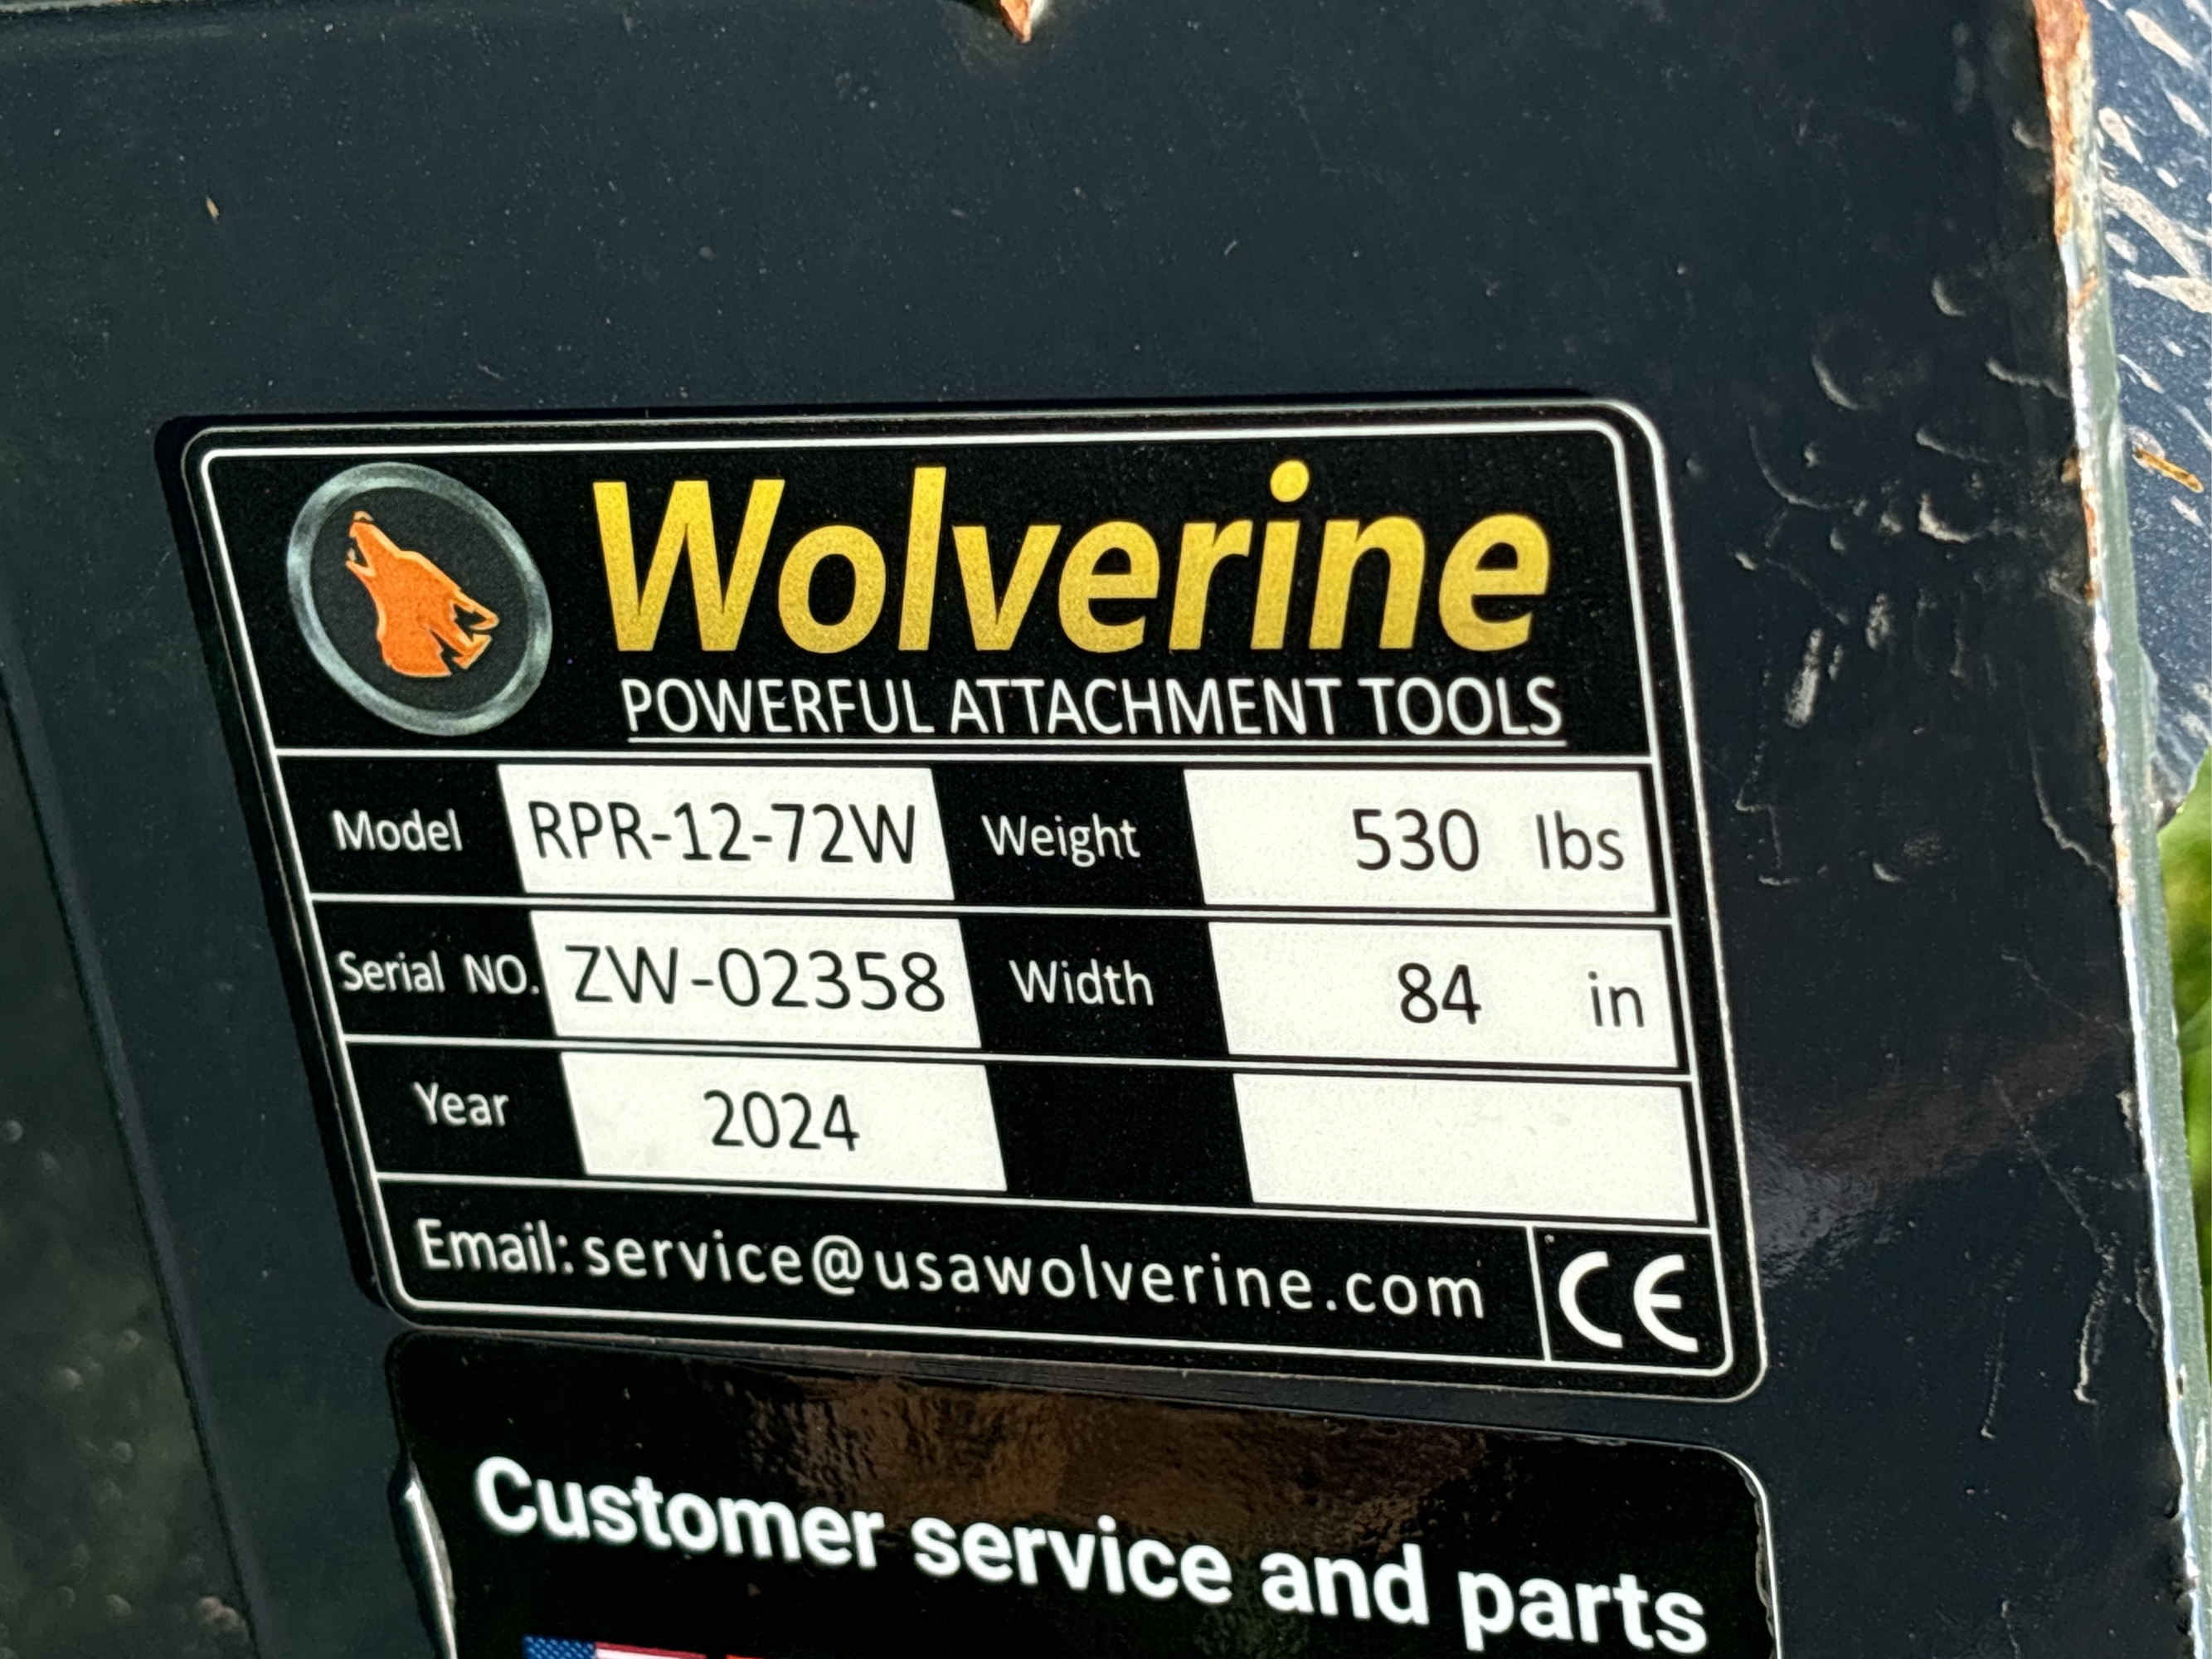 Wolverine
POWERFUL ATTACHMENT TOOLS
Model RPR-12-72W Weight 530 lbs
Serial NO. ZW-02358 Width 84 in
Year 2024
Email: service@usawolverine.com CE
Customer service and parts